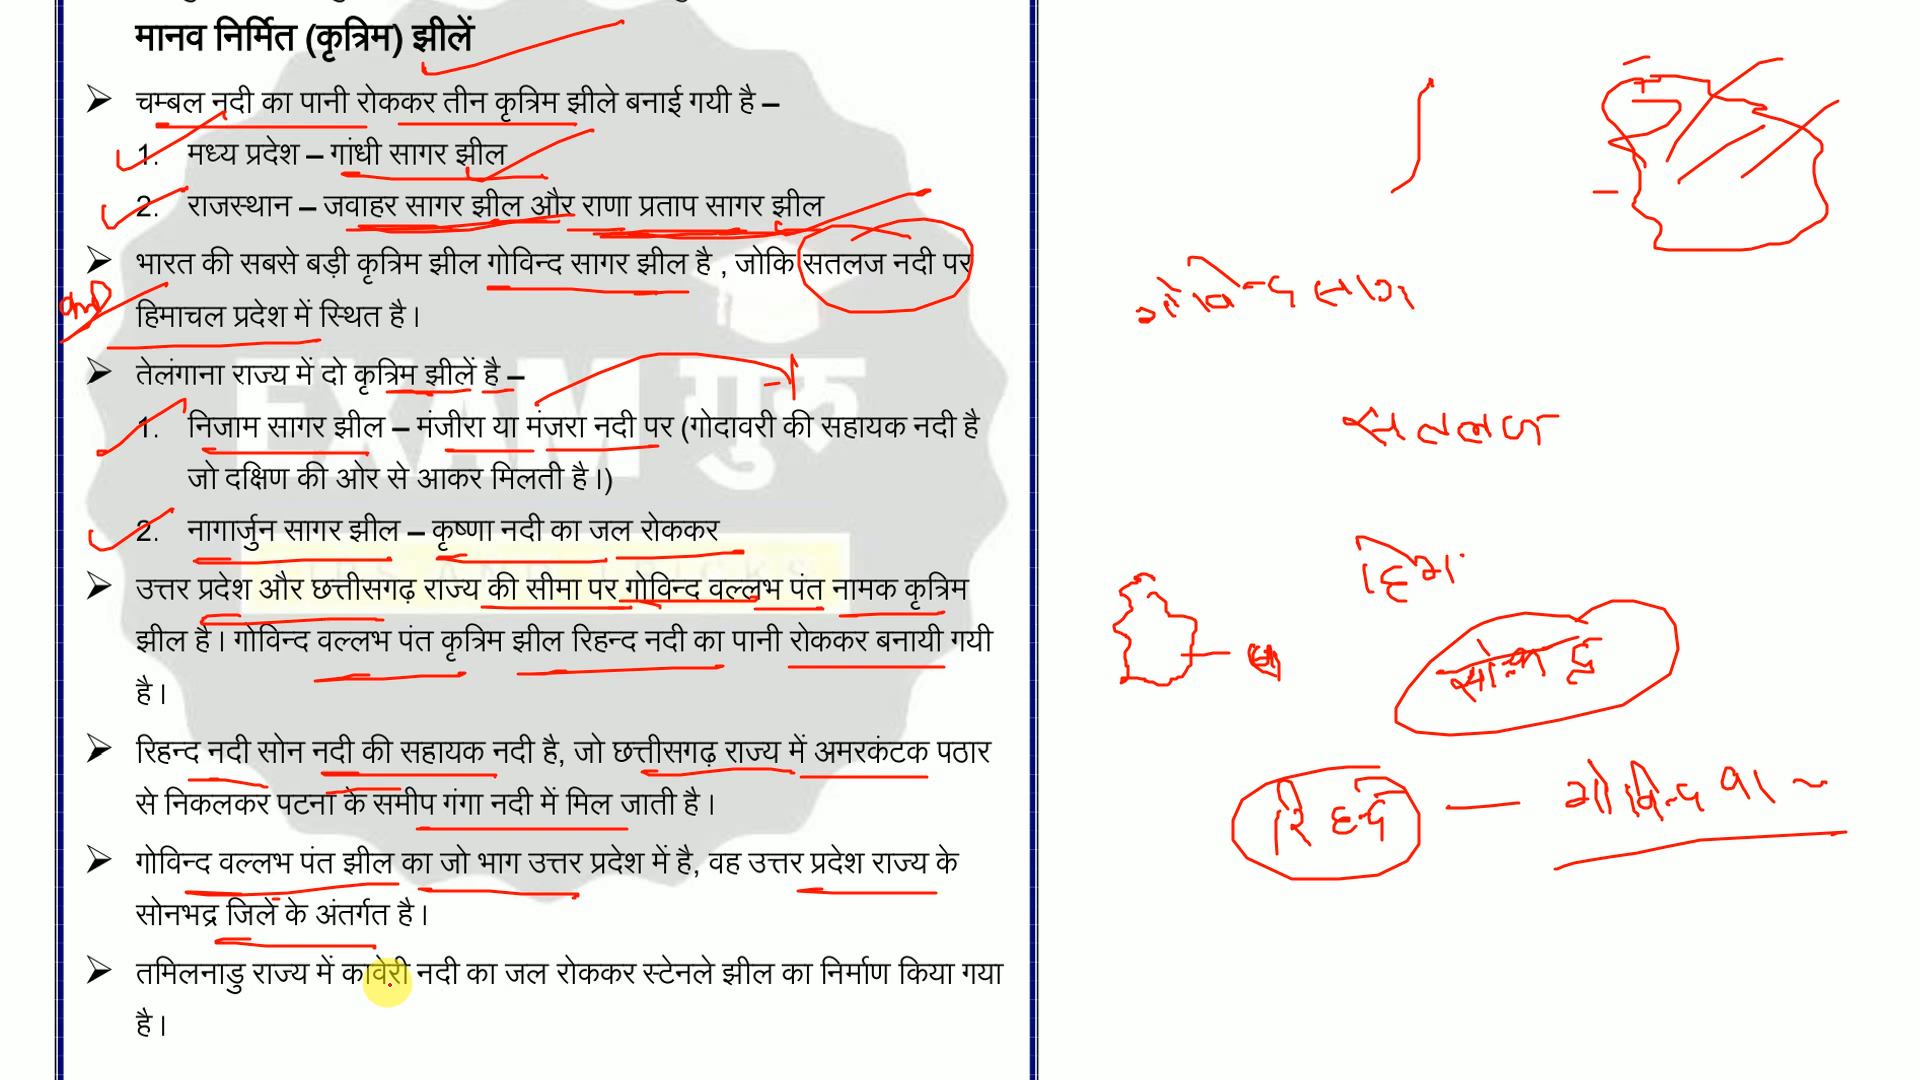 मानव निर्मित (कृत्रिम) झीलें
➢ चम्बल नदी का पानी रोककर तीन कृत्रिम झीले बनाई गयी है –
1. मध्य प्रदेश – गांधी सागर झील
2. राजस्थान – जवाहर सागर झील और राणा प्रताप सागर झील
➢ भारत की सबसे बड़ी कृत्रिम झील गोविन्द सागर झील है , जोकि सतलज नदी पर
हिमाचल प्रदेश में स्थित है।
➢ तेलंगाना राज्य में दो कृत्रिम झीलें है –
1. निजाम सागर झील – मंजीरा या मंजरा नदी पर (गोदावरी की सहायक नदी है
जो दक्षिण की ओर से आकर मिलती है।)
2. नागार्जुन सागर झील – कृष्णा नदी का जल रोककर
➢ उत्तर प्रदेश और छत्तीसगढ़ राज्य की सीमा पर गोविन्द वल्लभ पंत नामक कृत्रिम
झील है। गोविन्द वल्लभ पंत कृत्रिम झील रिहन्द नदी का पानी रोककर बनायी गयी
है।
➢ रिहन्द नदी सोन नदी की सहायक नदी है, जो छत्तीसगढ़ राज्य में अमरकंटक पठार
से निकलकर पटना के समीप गंगा नदी में मिल जाती है।
➢ गोविन्द वल्लभ पंत झील का जो भाग उत्तर प्रदेश में है, वह उत्तर प्रदेश राज्य के
सोनभद्र जिले के अंतर्गत है।
➢ तमिलनाडु राज्य में कावेरी नदी का जल रोककर स्टेनले झील का निर्माण किया गया
है।
EXAM गुरु
TIPS AND TRICKS
गोविन्द साग
सतलज
हिमा
रिहन्द — गोविन्द व